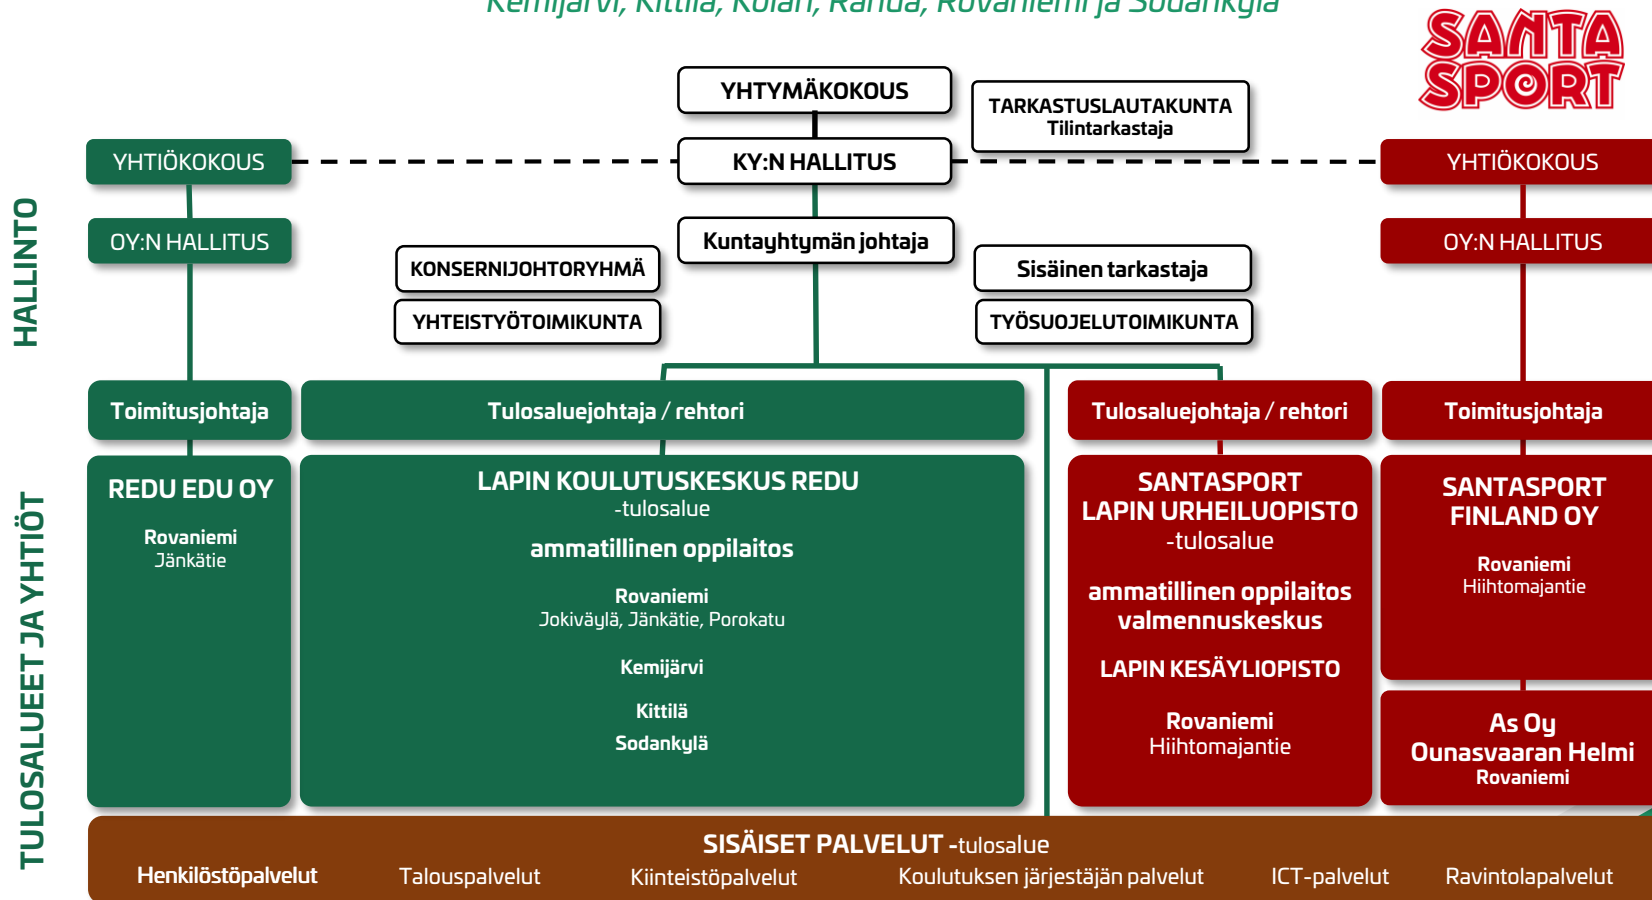 Kemijärvi, Kittilä, Kolari, Ranua, Rovaniemi ja Sodankylä
SANTA
SPORT
YHTYMÄKOKOUS
TARKASTUSLAUTAKUNTA
Tilintarkastaja
YHTIÖKOKOUS
KY:N HALLITUS
YHTIÖKOKOUS
HALLINTO
OY:N HALLITUS
Kuntayhtymän johtaja
OY:N HALLITUS
KONSERNIJOHTORYHMÄ
Sisäinen tarkastaja
YHTEISTYÖTOIMIKUNTA
TYÖSUOJELUTOIMIKUNTA
Toimitusjohtaja
Tulosaluejohtaja / rehtori
Tulosaluejohtaja / rehtori
Toimitusjohtaja
TULOSALUEET JA YHTIÖT
REDU EDU OY
Rovaniemi
Jänkätie
LAPIN KOULUTUSKESKUS REDU
-tulosalue
ammatillinen oppilaitos
Rovaniemi
Jokiväylä, Jänkätie, Porokatu
Kemijärvi
Kittilä
Sodankylä
SANTASPORT
LAPIN URHEILUOPISTO
-tulosalue
ammatillinen oppilaitos
valmennuskeskus
LAPIN KESÄYLIOPISTO
Rovaniemi
Hiihtomajantie
SANTASPORT
FINLAND OY
Rovaniemi
Hiihtomajantie
As Oy
Ounasvaaran Helmi
Rovaniemi
SISÄISET PALVELUT -tulosalue
Henkilöstöpalvelut
Talouspalvelut
Kiinteistöpalvelut
Koulutuksen järjestäjän palvelut
ICT-palvelut
Ravintolapalvelut